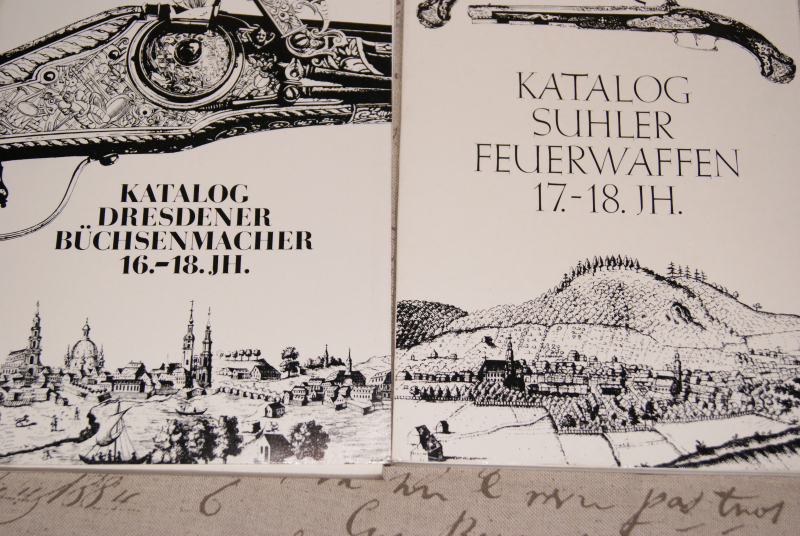 KATALOG
DRESDENER
BÜCHSENMACHER
16.–18. JH.
KATALOG
SUHLER
FEUERWAFFEN
17.–18. JH.